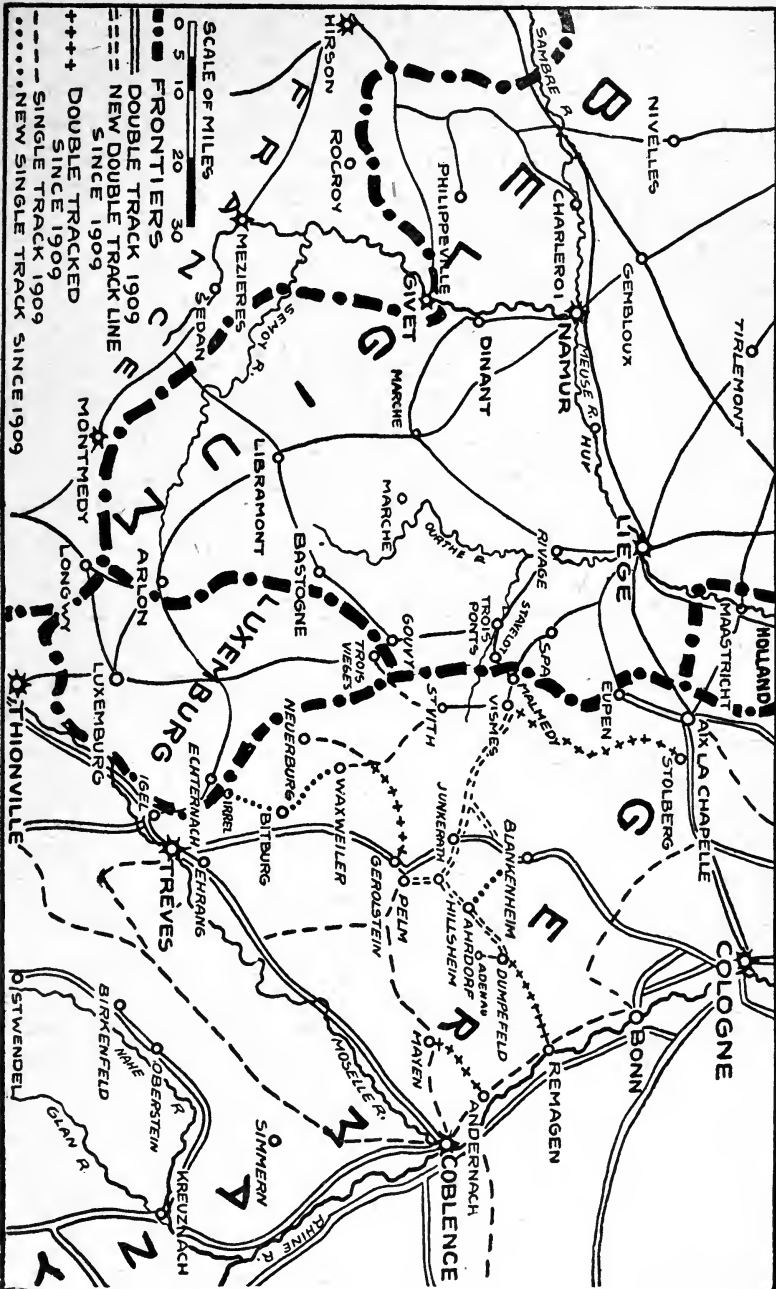 SCALE OF MILES
0 5 10 20 30
FRONTIERS
DOUBLE TRACK 1909
NEW DOUBLE TRACK LINE
SINCE 1909
++++ DOUBLE TRACKED
SINCE 1909
SINGLE TRACK 1909
NEW SINGLE TRACK SINCE 1909
BELGIUM
FRANCE
GERMANY
HOLLAND
LUXEMBURG
NIVELLES
TIRLEMONT
GEMBLOUX
MAASTRICHT
SAMBRE R.
CHARLEROI
NAMUR
MEUSE R.
HUY
LIEGE
AIX LA CHAPELLE
COLOGNE
HIRSON
ROCROY
PHILIPPEVILLE
GIVET
DINANT
MARCHE
RIVAGE
SPA
EUPEN
STOLBERG
BONN
MEZIERES
SEDAN
SEMOY R.
MARCHE
OURTHE R.
TROIS PONTS
STAVELOT
MALMEDY
VISMES
BLANKENHEIM
JUNKERATH
HILLSHEIM
AHRDORF
ADENAU
DUMPEFELD
REMAGEN
LIBRAMONT
BASTOGNE
GOUVY
TROIS VIEGES
ST VITH
NEUERBURG
WAXWEILER
GEROLSTEIN
PELM
MAYEN
ANDERNACH
COBLENCE
MONTMEDY
LONGWY
ARLON
LUXEMBURG
ECHTERNACH
IRREL
BITBURG
IGEL
TREVES
EHRANG
MOSELLE R.
THIONVILLE
ST WENDEL
BIRKENFELD
OBERSTEIN
NAHE R
GLAN R.
SIMMERN
KREUZNACH
RHINE R.